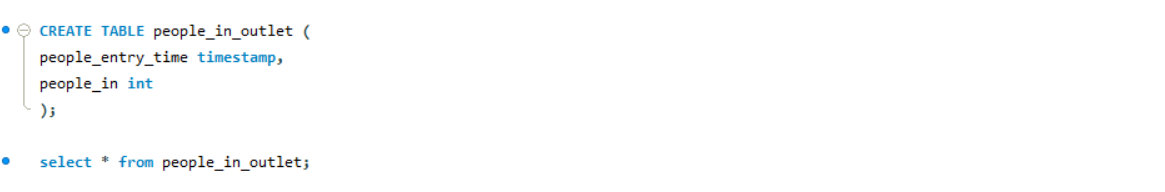 CREATE TABLE people_in_outlet (
people_entry_time timestamp,
people_in int
);
select * from people_in_outlet;